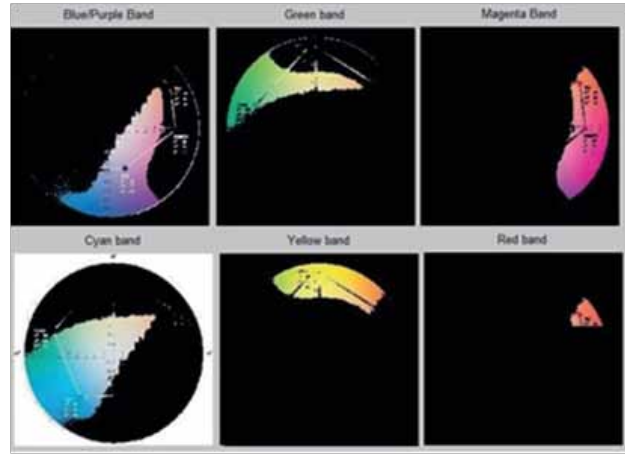 Blue/Purple Band
Green band
Magenta Band
Cyan band
Yellow band
Red band